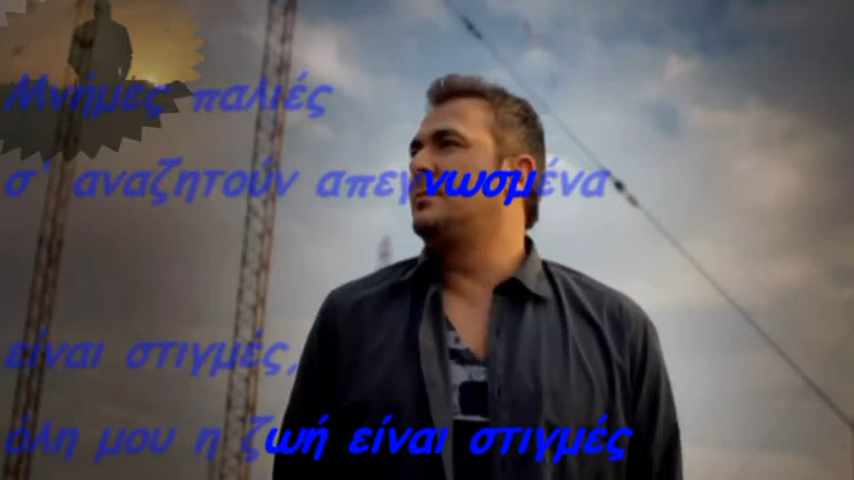 Μνήμες παλιές
σ' αναζητούν απεγνωσμένα
είναι στιγμές,
όλη μου η ζωή είναι στιγμές